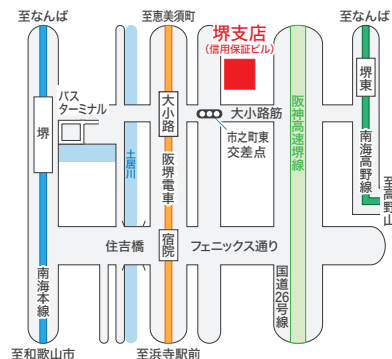 至なんば
至恵美須町
堺支店
(信用保証ビル)
至なんば
バス
ターミナル
堺
大小路
大小路筋
市之町東
交差点
阪神高速堺線
堺東
南海高野線
至高野山
土居川
阪堺電車
住吉橋
宿院
フェニックス通り
南海本線
国道26号線
至和歌山市
至浜寺駅前